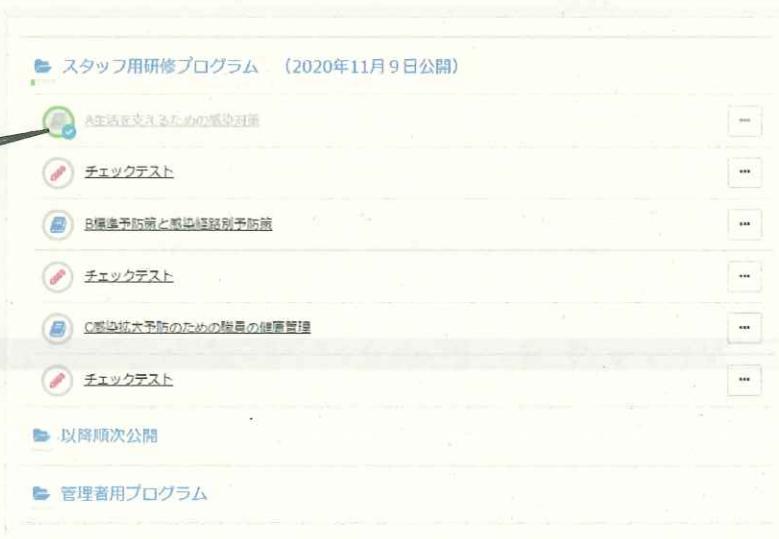 スタッフ用研修プログラム (2020年11月9日公開)
A生活を支えるための感染対策
チェックテスト
B標準予防策と感染経路別予防策
チェックテスト
C感染拡大予防のための職員の健康管理
チェックテスト
以降順次公開
管理者用プログラム